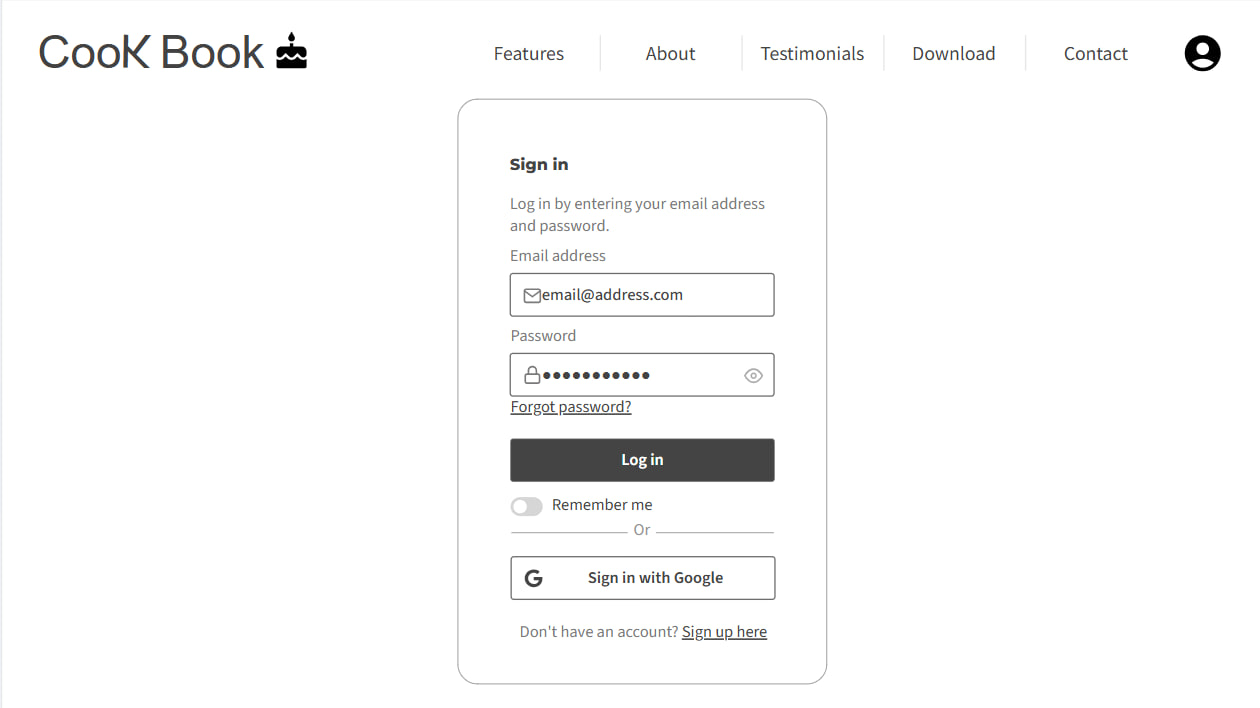 CooK Book
Features
About
Testimonials
Download
Contact
Sign in
Log in by entering your email address
and password.
Email address
email@address.com
Password
●●●●●●●●●●●
Forgot password?
Log in
Remember me
Or
G
Sign in with Google
Don't have an account? Sign up here